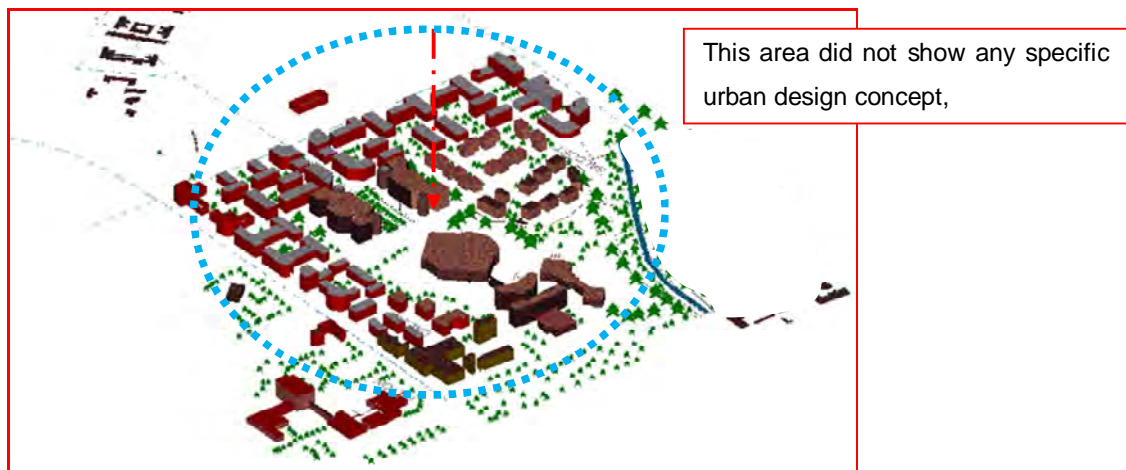 This area did not show any specific
urban design concept,